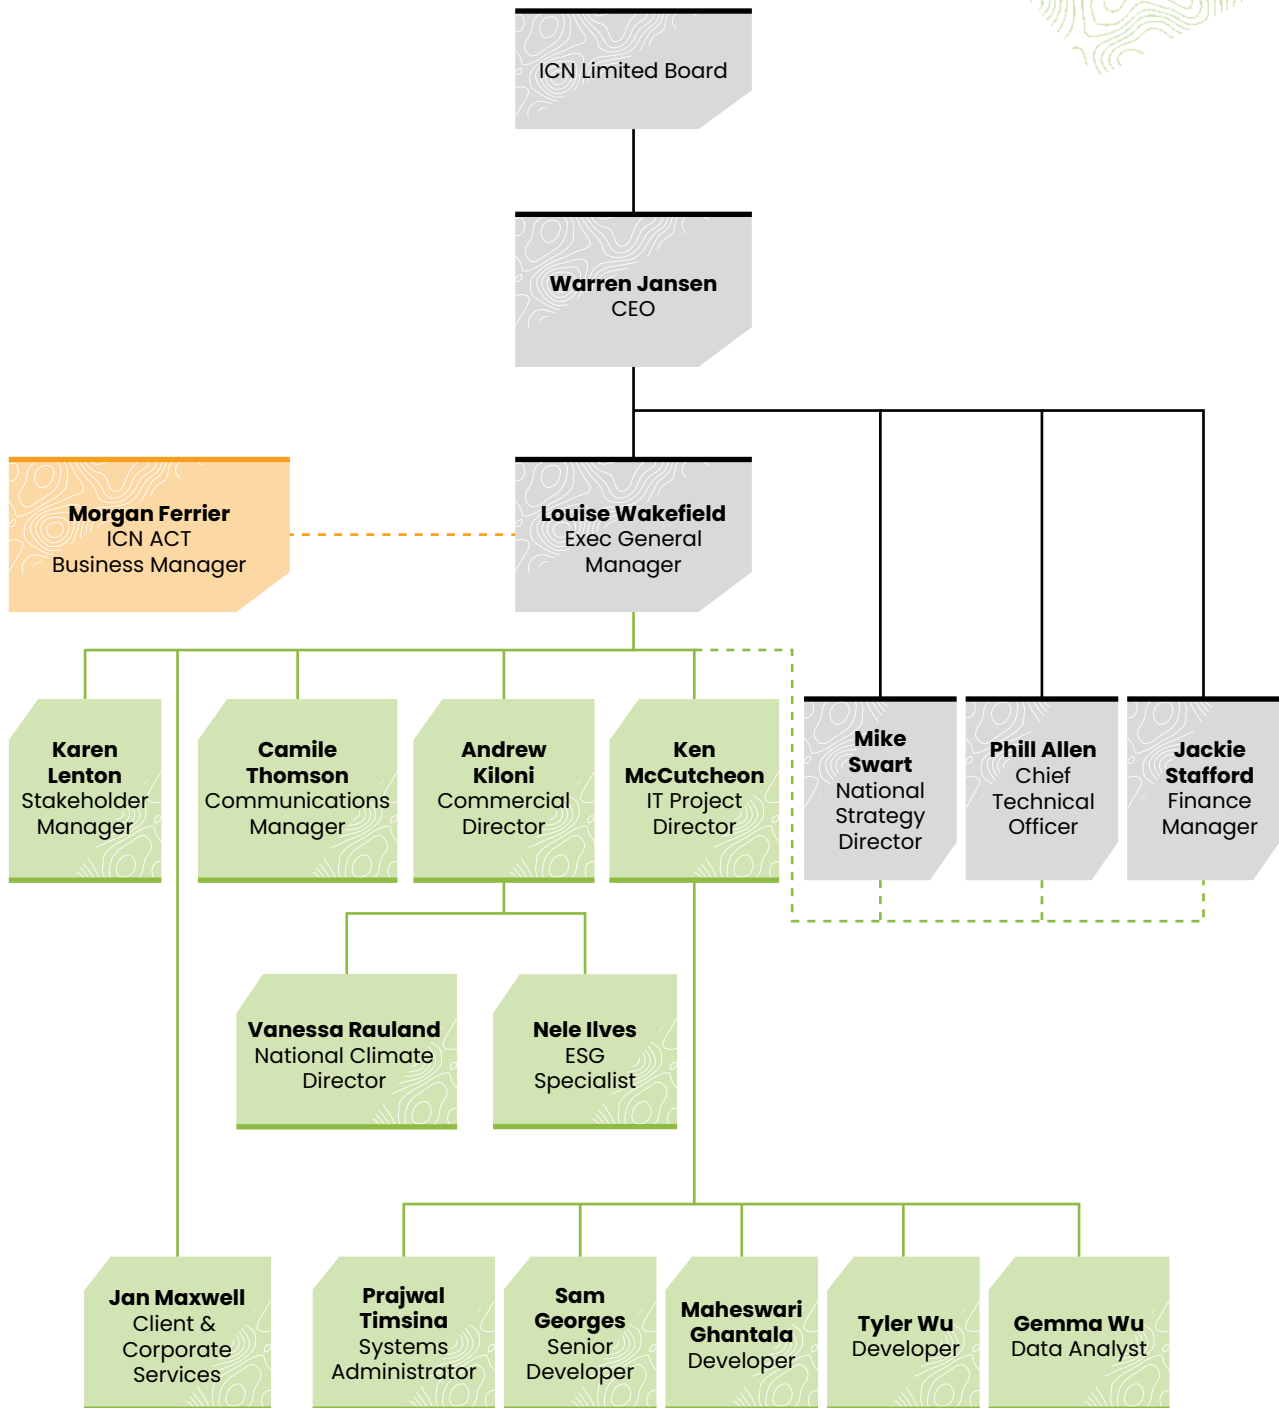 ICN Limited Board
Warren Jansen
CEO
Morgan Ferrier
ICN ACT
Business Manager
Louise Wakefield
Exec General
Manager
Karen
Lenton
Stakeholder
Manager
Camile
Thomson
Communications
Manager
Andrew
Kiloni
Commercial
Director
Ken
McCutcheon
IT Project
Director
Mike
Swart
National
Strategy
Director
Phill Allen
Chief
Technical
Officer
Jackie
Stafford
Finance
Manager
Vanessa Rauland
National Climate
Director
Nele Ilves
ESG
Specialist
Jan Maxwell
Client &
Corporate
Services
Prajwal
Timsina
Systems
Administrator
Sam
Georges
Senior
Developer
Maheswari
Ghantala
Developer
Tyler Wu
Developer
Gemma Wu
Data Analyst